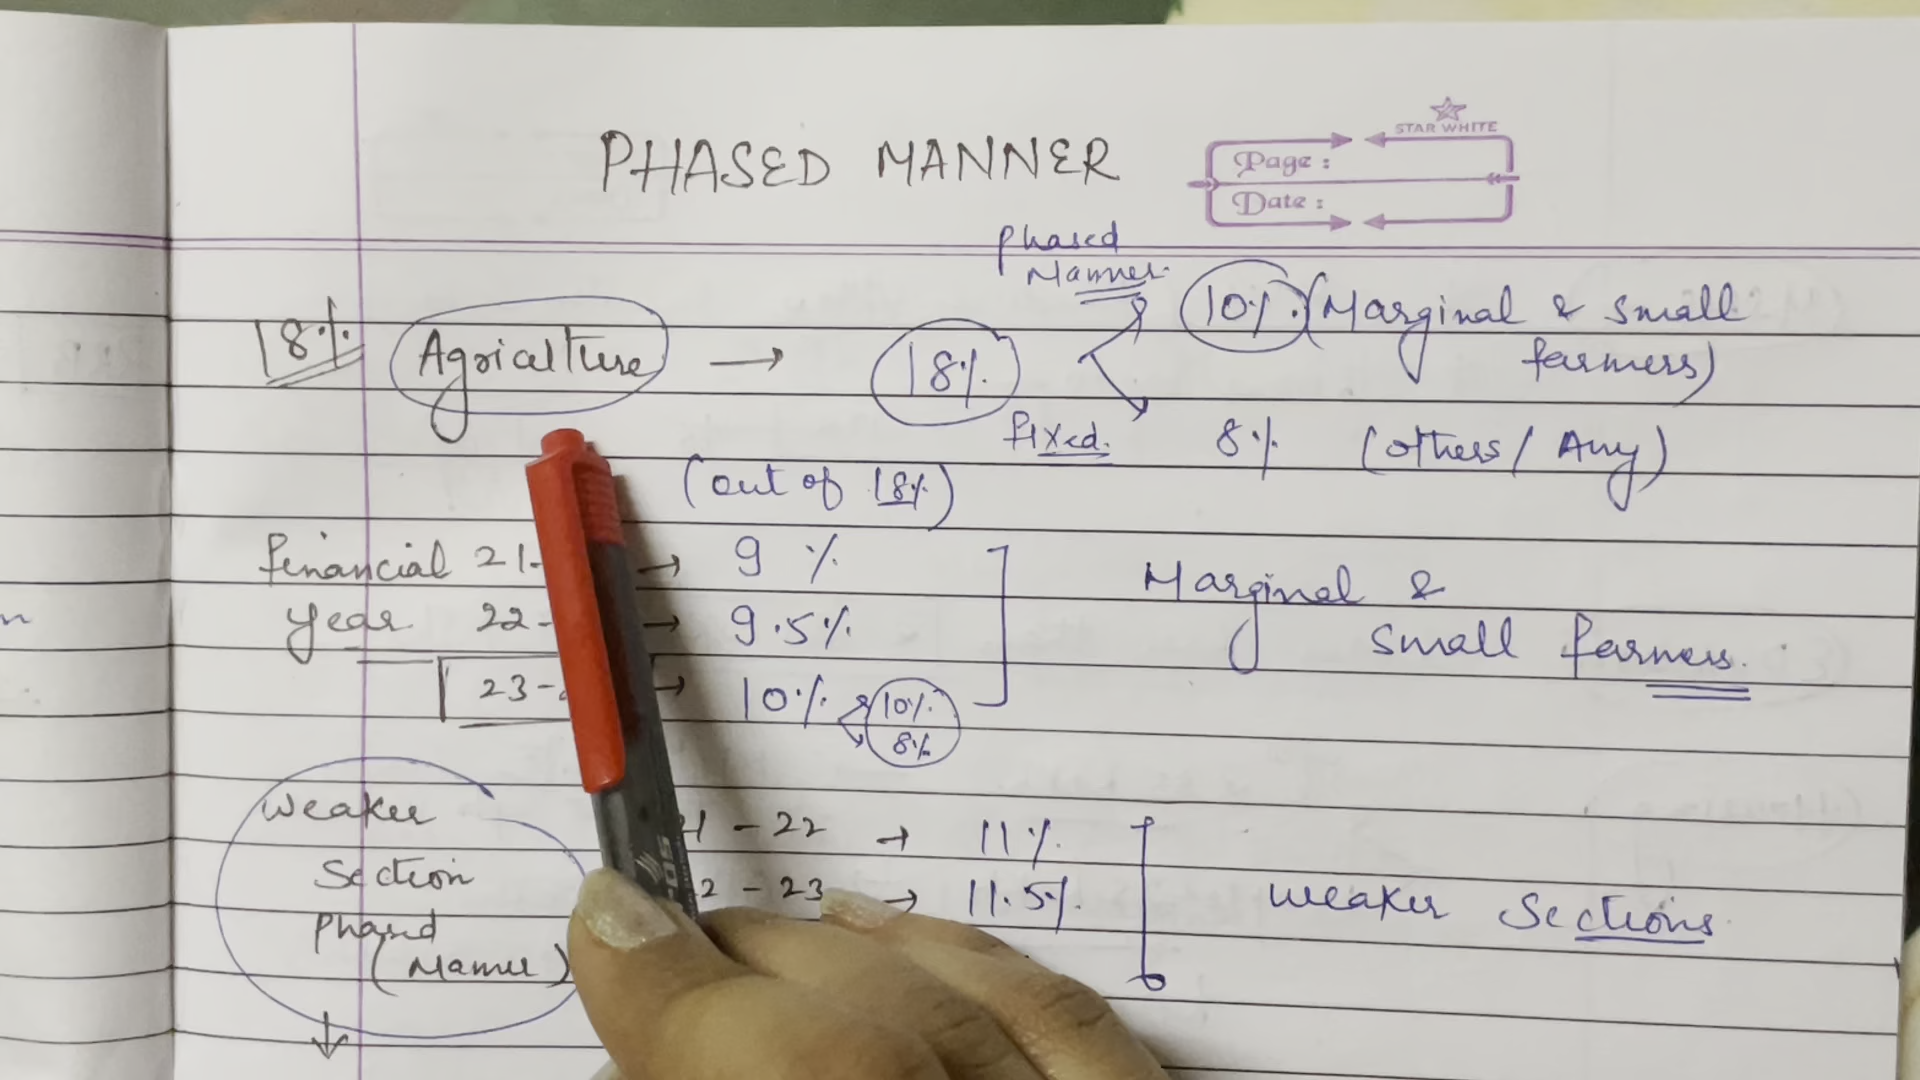 STAR WHITE
PHASED MANNER
Page :
Date :
Phased
Manner.
18% Agriculture → 18% 10% (Marginal & small
farmers)
fixed. 8% (others / Any)
(out of 18%)
financial 21- → 9 %
year 22- → 9.5%
Marginal &
small farmers.
23- → 10% 10%
8%
Weaker
Section
Phased
(Manner)
↓
1 - 22 → 11%
2 - 23 → 11.5%
Weaker Sections